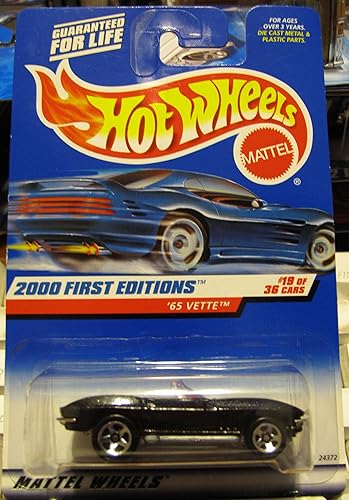 GUARANTEED
FOR LIFE
FOR AGES
OVER 3 YEARS.
DIE CAST METAL &
PLASTIC PARTS.
HOT WHEELS
MATTEL
®
2000 FIRST EDITIONS™
#19 OF
36 CARS
'65 VETTE™
24372
MATTEL WHEELS